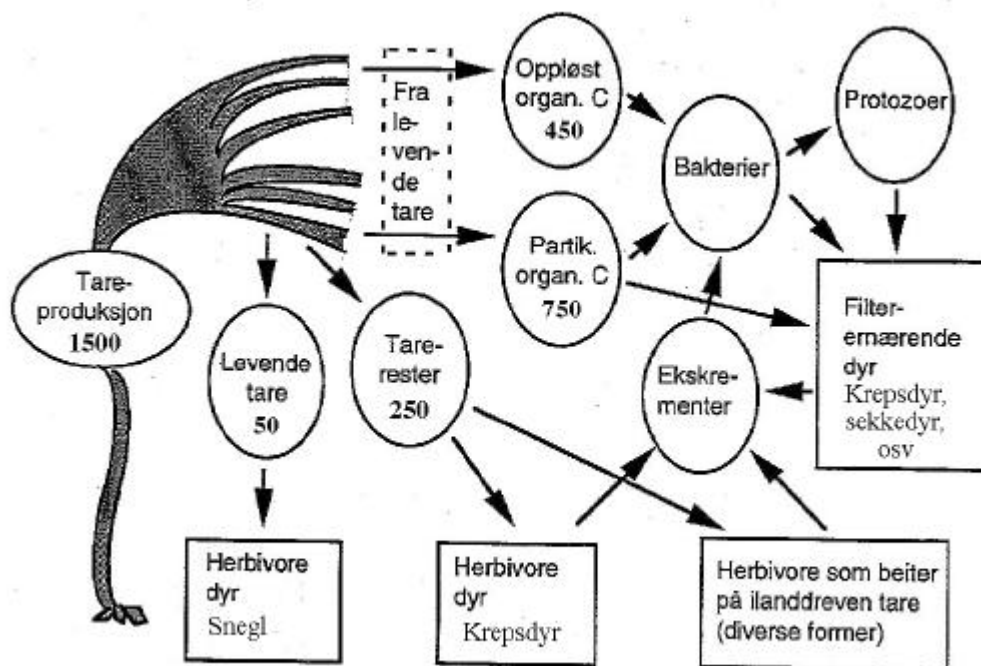 Fra
le-
ven-
de
tare
Oppløst
organ. C
450
Protozoer
Bakterier
Partik.
organ. C
750
Tare-
produksjon
1500
Levende
tare
50
Tare-
rester
250
Ekskre-
menter
Filter-
ernærende
dyr
Krepsdyr,
sekkedyr,
osv
Herbivore
dyr
Snegl
Herbivore
dyr
Krepsdyr
Herbivore som beiter
på ilanddreven tare
(diverse former)